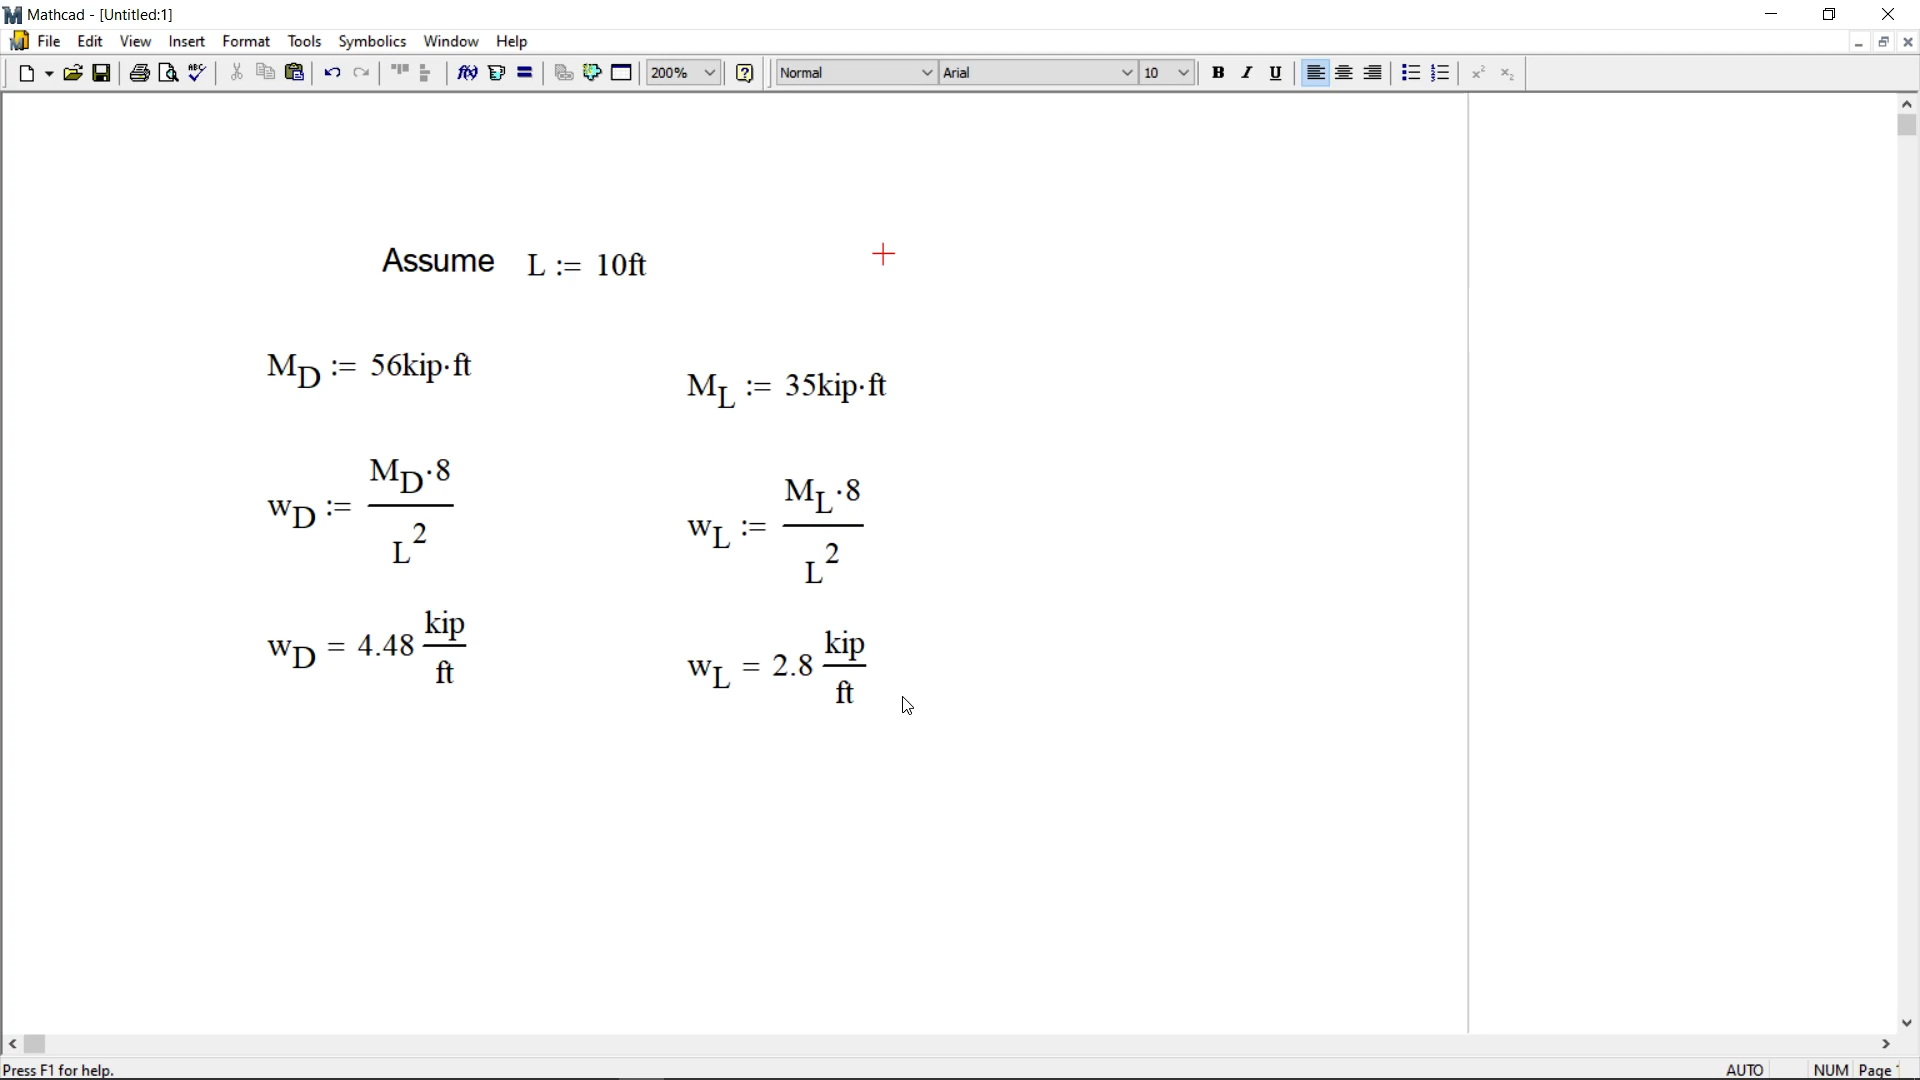 Mathcad - [Untitled:1]
File Edit View Insert Format Tools Symbolics Window Help
200% Normal Arial 10 B I U
Assume L := 10ft
M_D := 56kip·ft
M_L := 35kip·ft
w_D := M_D·8 / L^2
w_L := M_L·8 / L^2
w_D = 4.48 kip/ft
w_L = 2.8 kip/ft
Press F1 for help. AUTO NUM Page 1